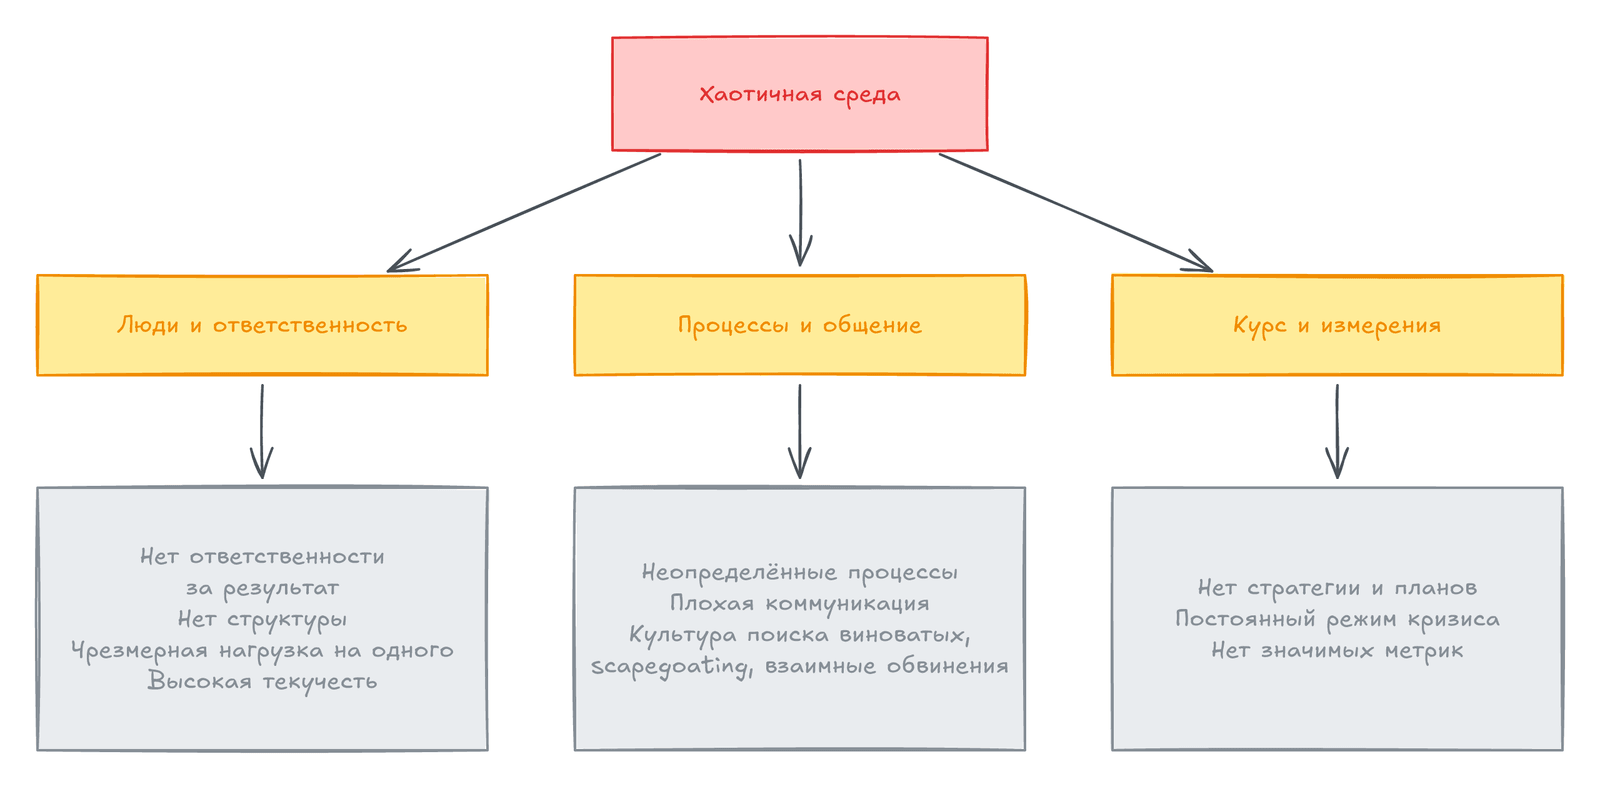 Хаотичная среда
Люди и ответственность
Процессы и общение
Курс и измерения
Нет ответственности
за результат
Нет структуры
Чрезмерная нагрузка на одного
Высокая текучесть
Неопределённые процессы
Плохая коммуникация
Культура поиска виноватых,
scapegoating, взаимные обвинения
Нет стратегии и планов
Постоянный режим кризиса
Нет значимых метрик